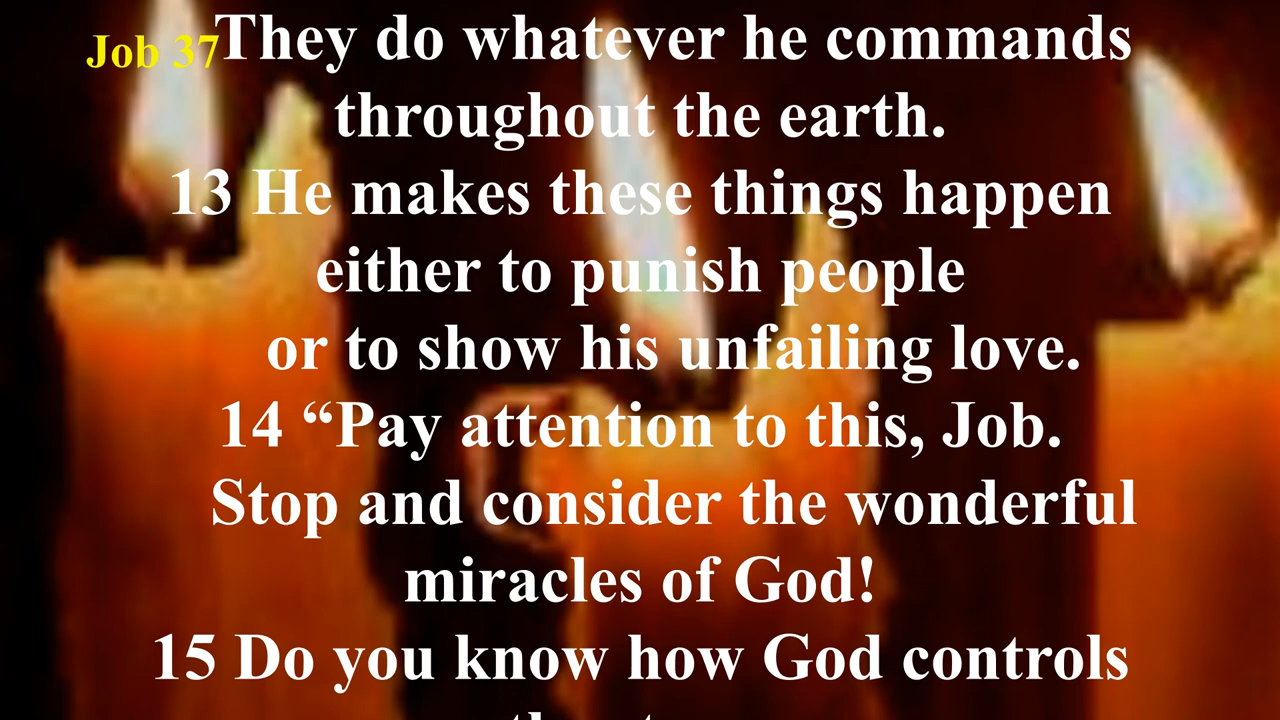 Job 37
They do whatever he commands
throughout the earth.
13 He makes these things happen
either to punish people
or to show his unfailing love.
14 “Pay attention to this, Job.
Stop and consider the wonderful
miracles of God!
15 Do you know how God controls